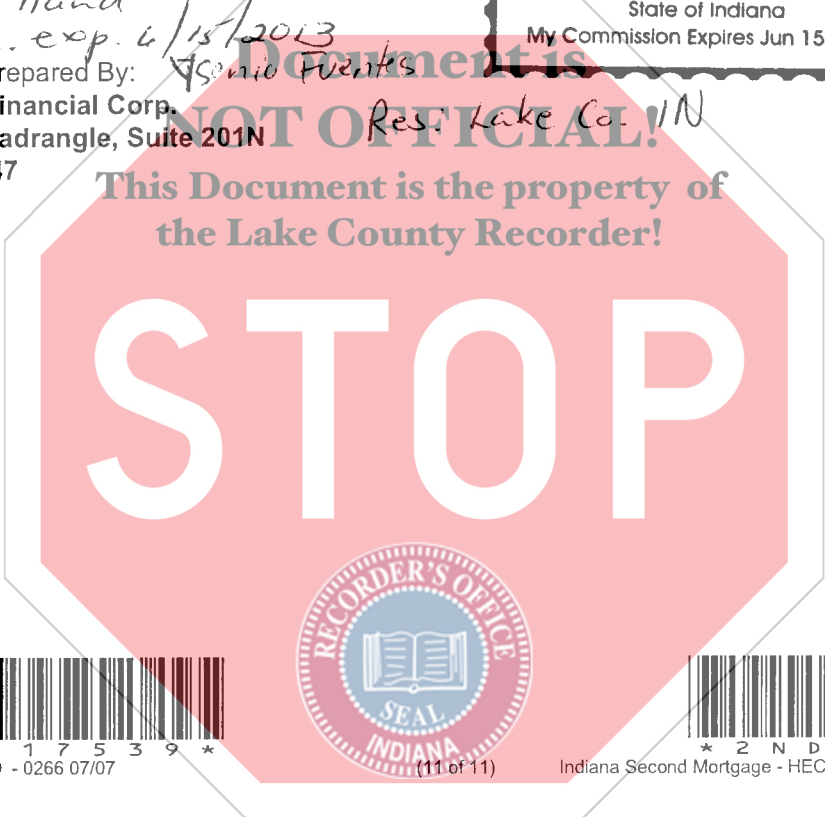 State of Indiana
. exp. 6/15/2013
My Commission Expires Jun 15
repared By: Ysenio Fuentes
Document is
inancial Corp.
Res: Lake Co. IN
NOT OFFICIAL!
adrangle, Suite 201N
47
This Document is the property of
the Lake County Recorder!
STOP
RECORDER'S OFFICE
SEAL
INDIANA
1 7 5 3 9 *
* 2 N D
- 0266 07/07
(11 of 11)
Indiana Second Mortgage - HEC